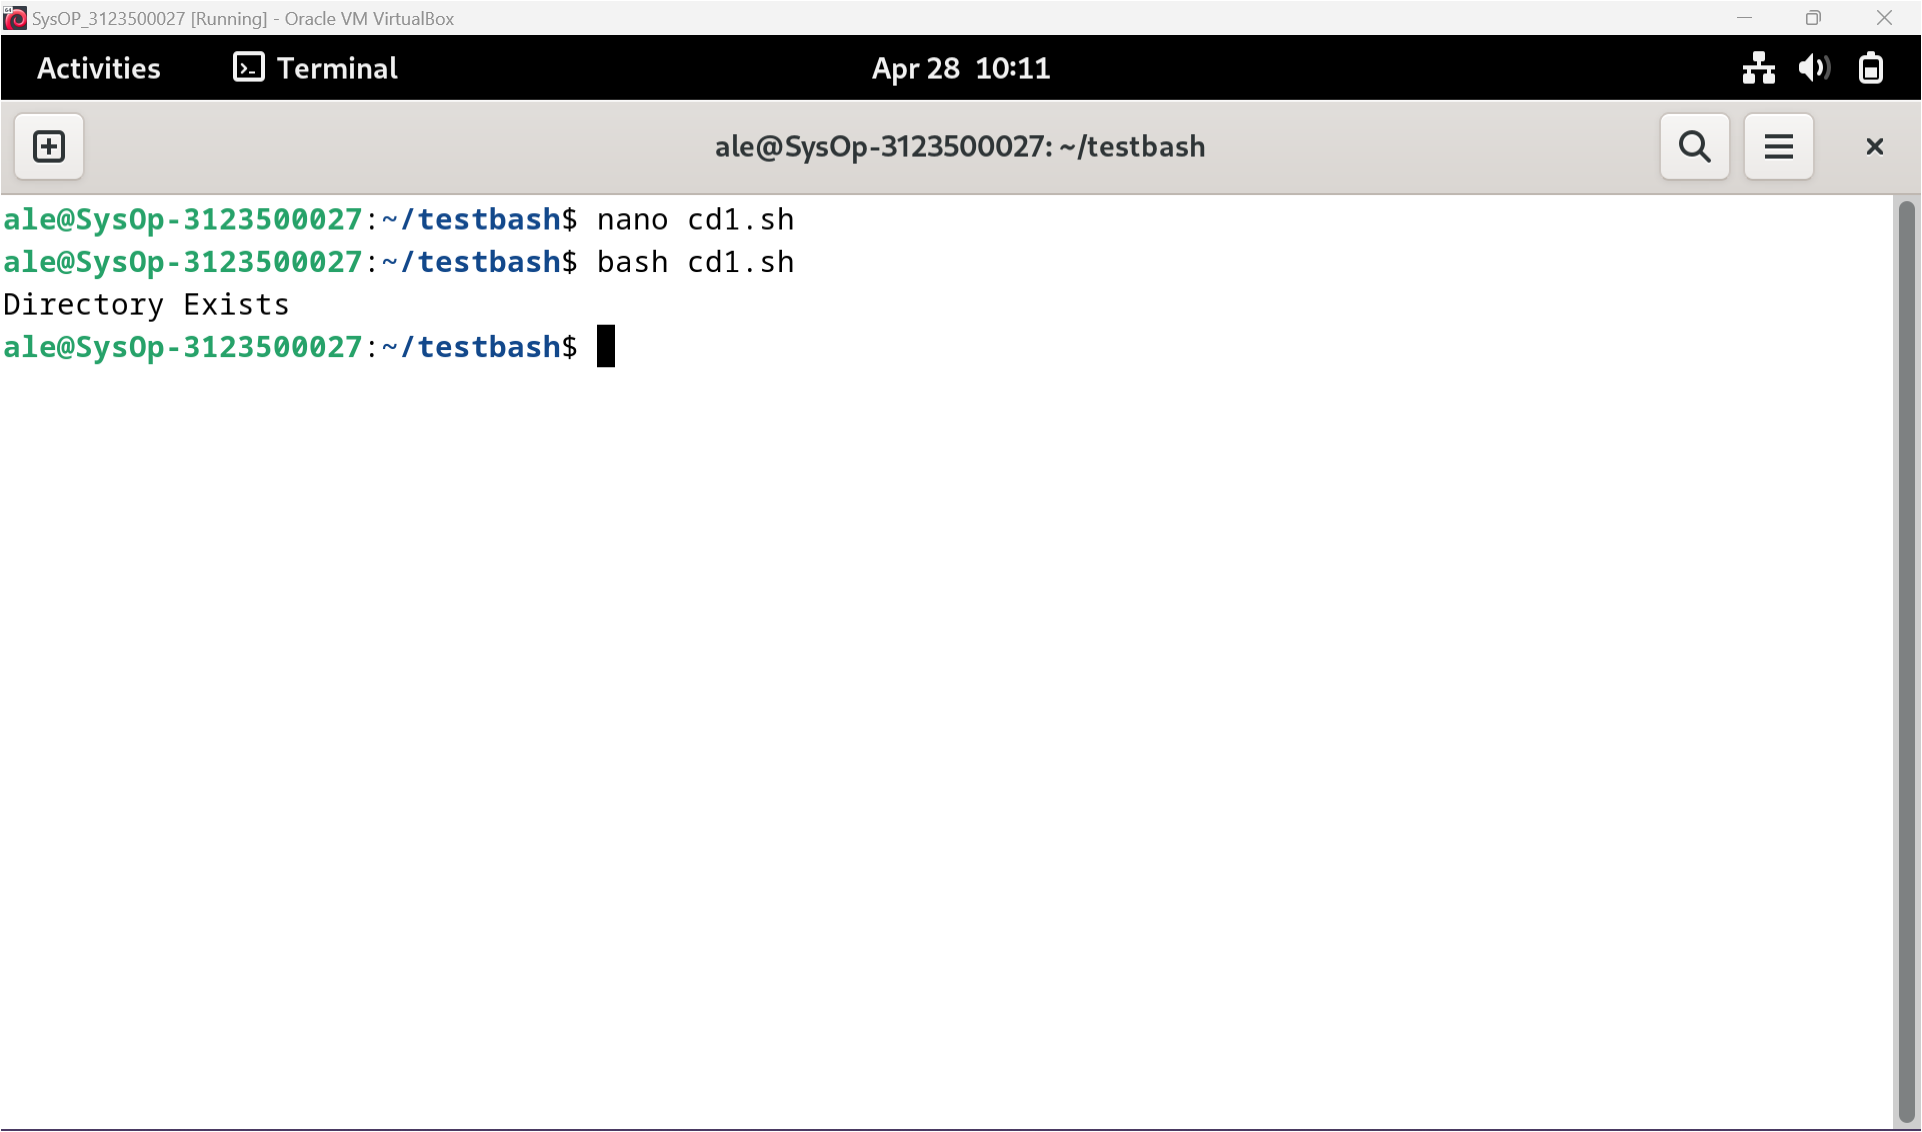 SysOP_3123500027 [Running] - Oracle VM VirtualBox
Activities Terminal Apr 28 10:11
ale@SysOp-3123500027: ~/testbash
ale@SysOp-3123500027:~/testbash$ nano cd1.sh
ale@SysOp-3123500027:~/testbash$ bash cd1.sh
Directory Exists
ale@SysOp-3123500027:~/testbash$